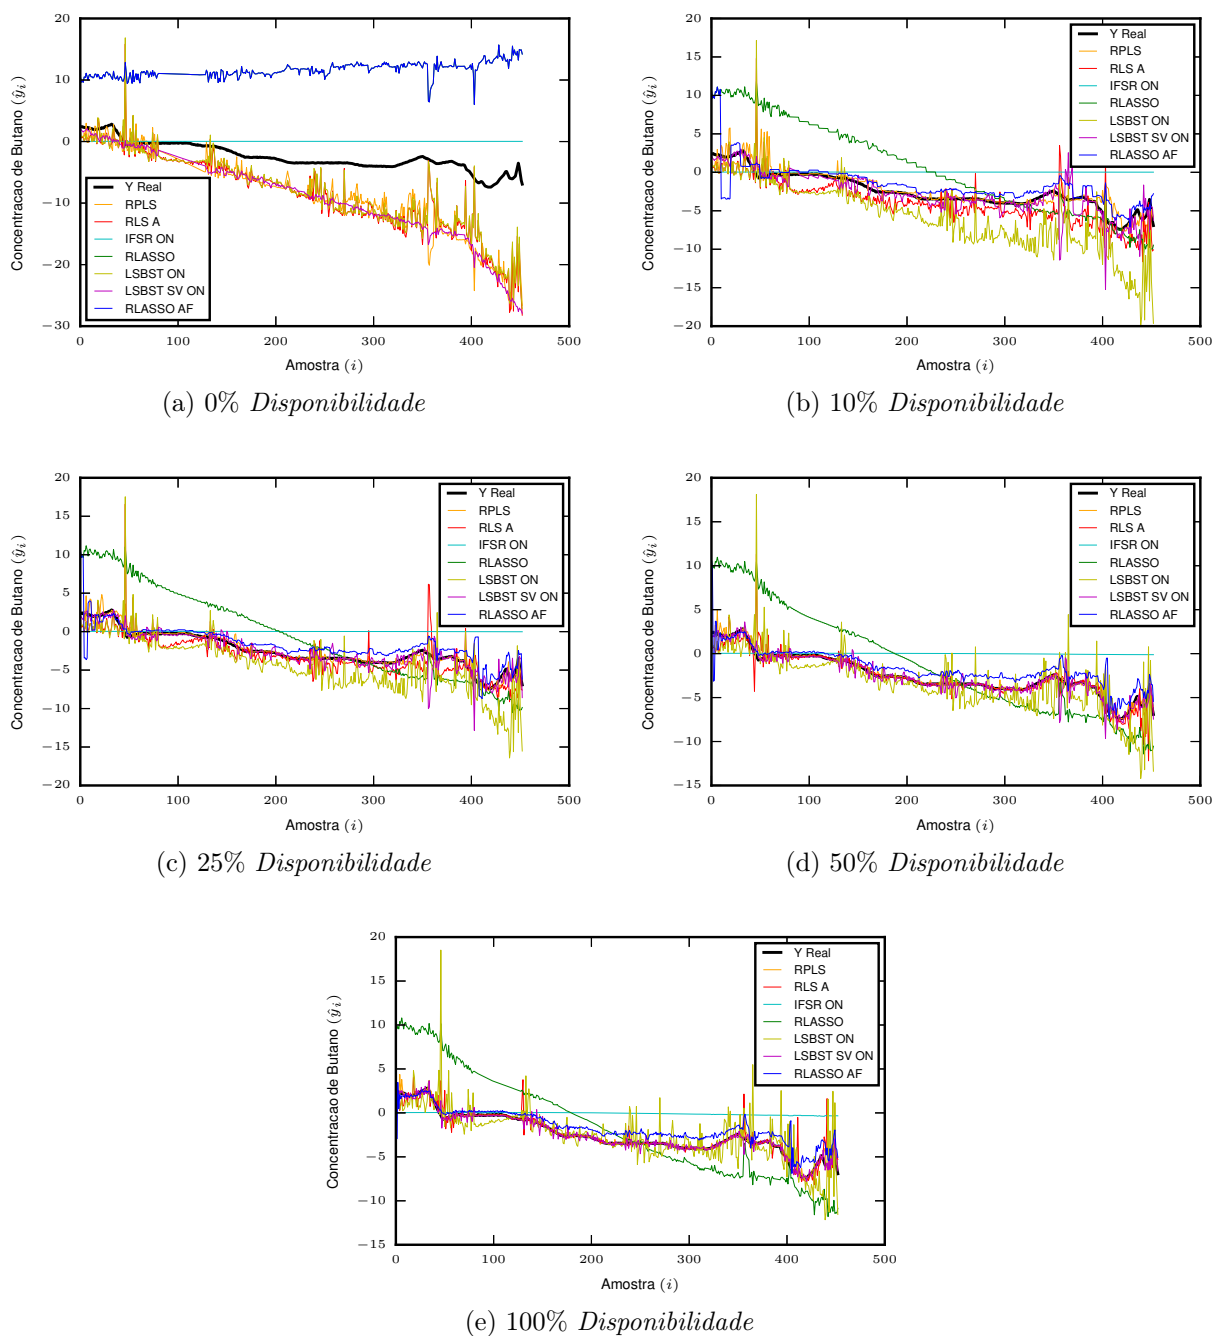 20
10
0
−10
−20
−30
0
100
200
300
400
500
Concentracao de Butano (ŷi)
Amostra (i)
Y Real
RPLS
RLS A
IFSR ON
RLASSO
LSBST ON
LSBST SV ON
RLASSO AF
(a) 0% Disponibilidade
20
15
10
5
0
−5
−10
−15
−20
0
100
200
300
400
500
Concentracao de Butano (ŷi)
Amostra (i)
Y Real
RPLS
RLS A
IFSR ON
RLASSO
LSBST ON
LSBST SV ON
RLASSO AF
(b) 10% Disponibilidade
20
15
10
5
0
−5
−10
−15
−20
0
100
200
300
400
500
Concentracao de Butano (ŷi)
Amostra (i)
Y Real
RPLS
RLS A
IFSR ON
RLASSO
LSBST ON
LSBST SV ON
RLASSO AF
(c) 25% Disponibilidade
20
15
10
5
0
−5
−10
−15
0
100
200
300
400
500
Concentracao de Butano (ŷi)
Amostra (i)
Y Real
RPLS
RLS A
IFSR ON
RLASSO
LSBST ON
LSBST SV ON
RLASSO AF
(d) 50% Disponibilidade
20
15
10
5
0
−5
−10
−15
0
100
200
300
400
500
Concentracao de Butano (ŷi)
Amostra (i)
Y Real
RPLS
RLS A
IFSR ON
RLASSO
LSBST ON
LSBST SV ON
RLASSO AF
(e) 100% Disponibilidade